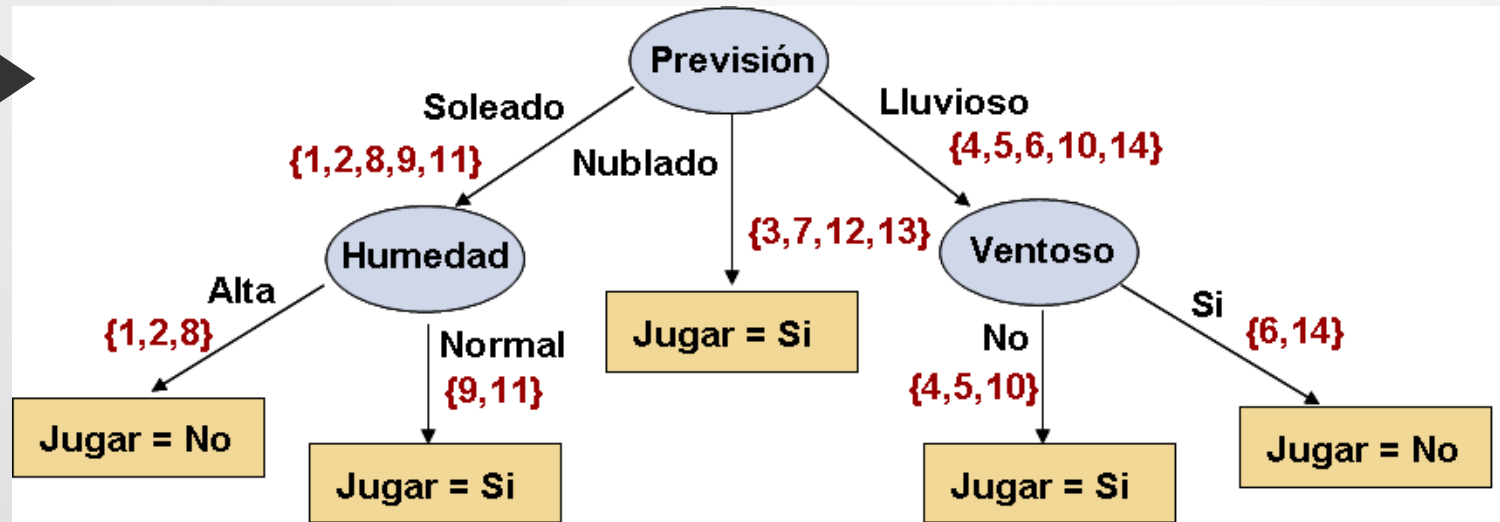 Previsión
Soleado
{1,2,8,9,11}
Nublado
{3,7,12,13}
Lluvioso
{4,5,6,10,14}
Humedad
Ventoso
Alta
{1,2,8}
Normal
{9,11}
Jugar = Si
No
{4,5,10}
Si
{6,14}
Jugar = No
Jugar = Si
Jugar = Si
Jugar = No